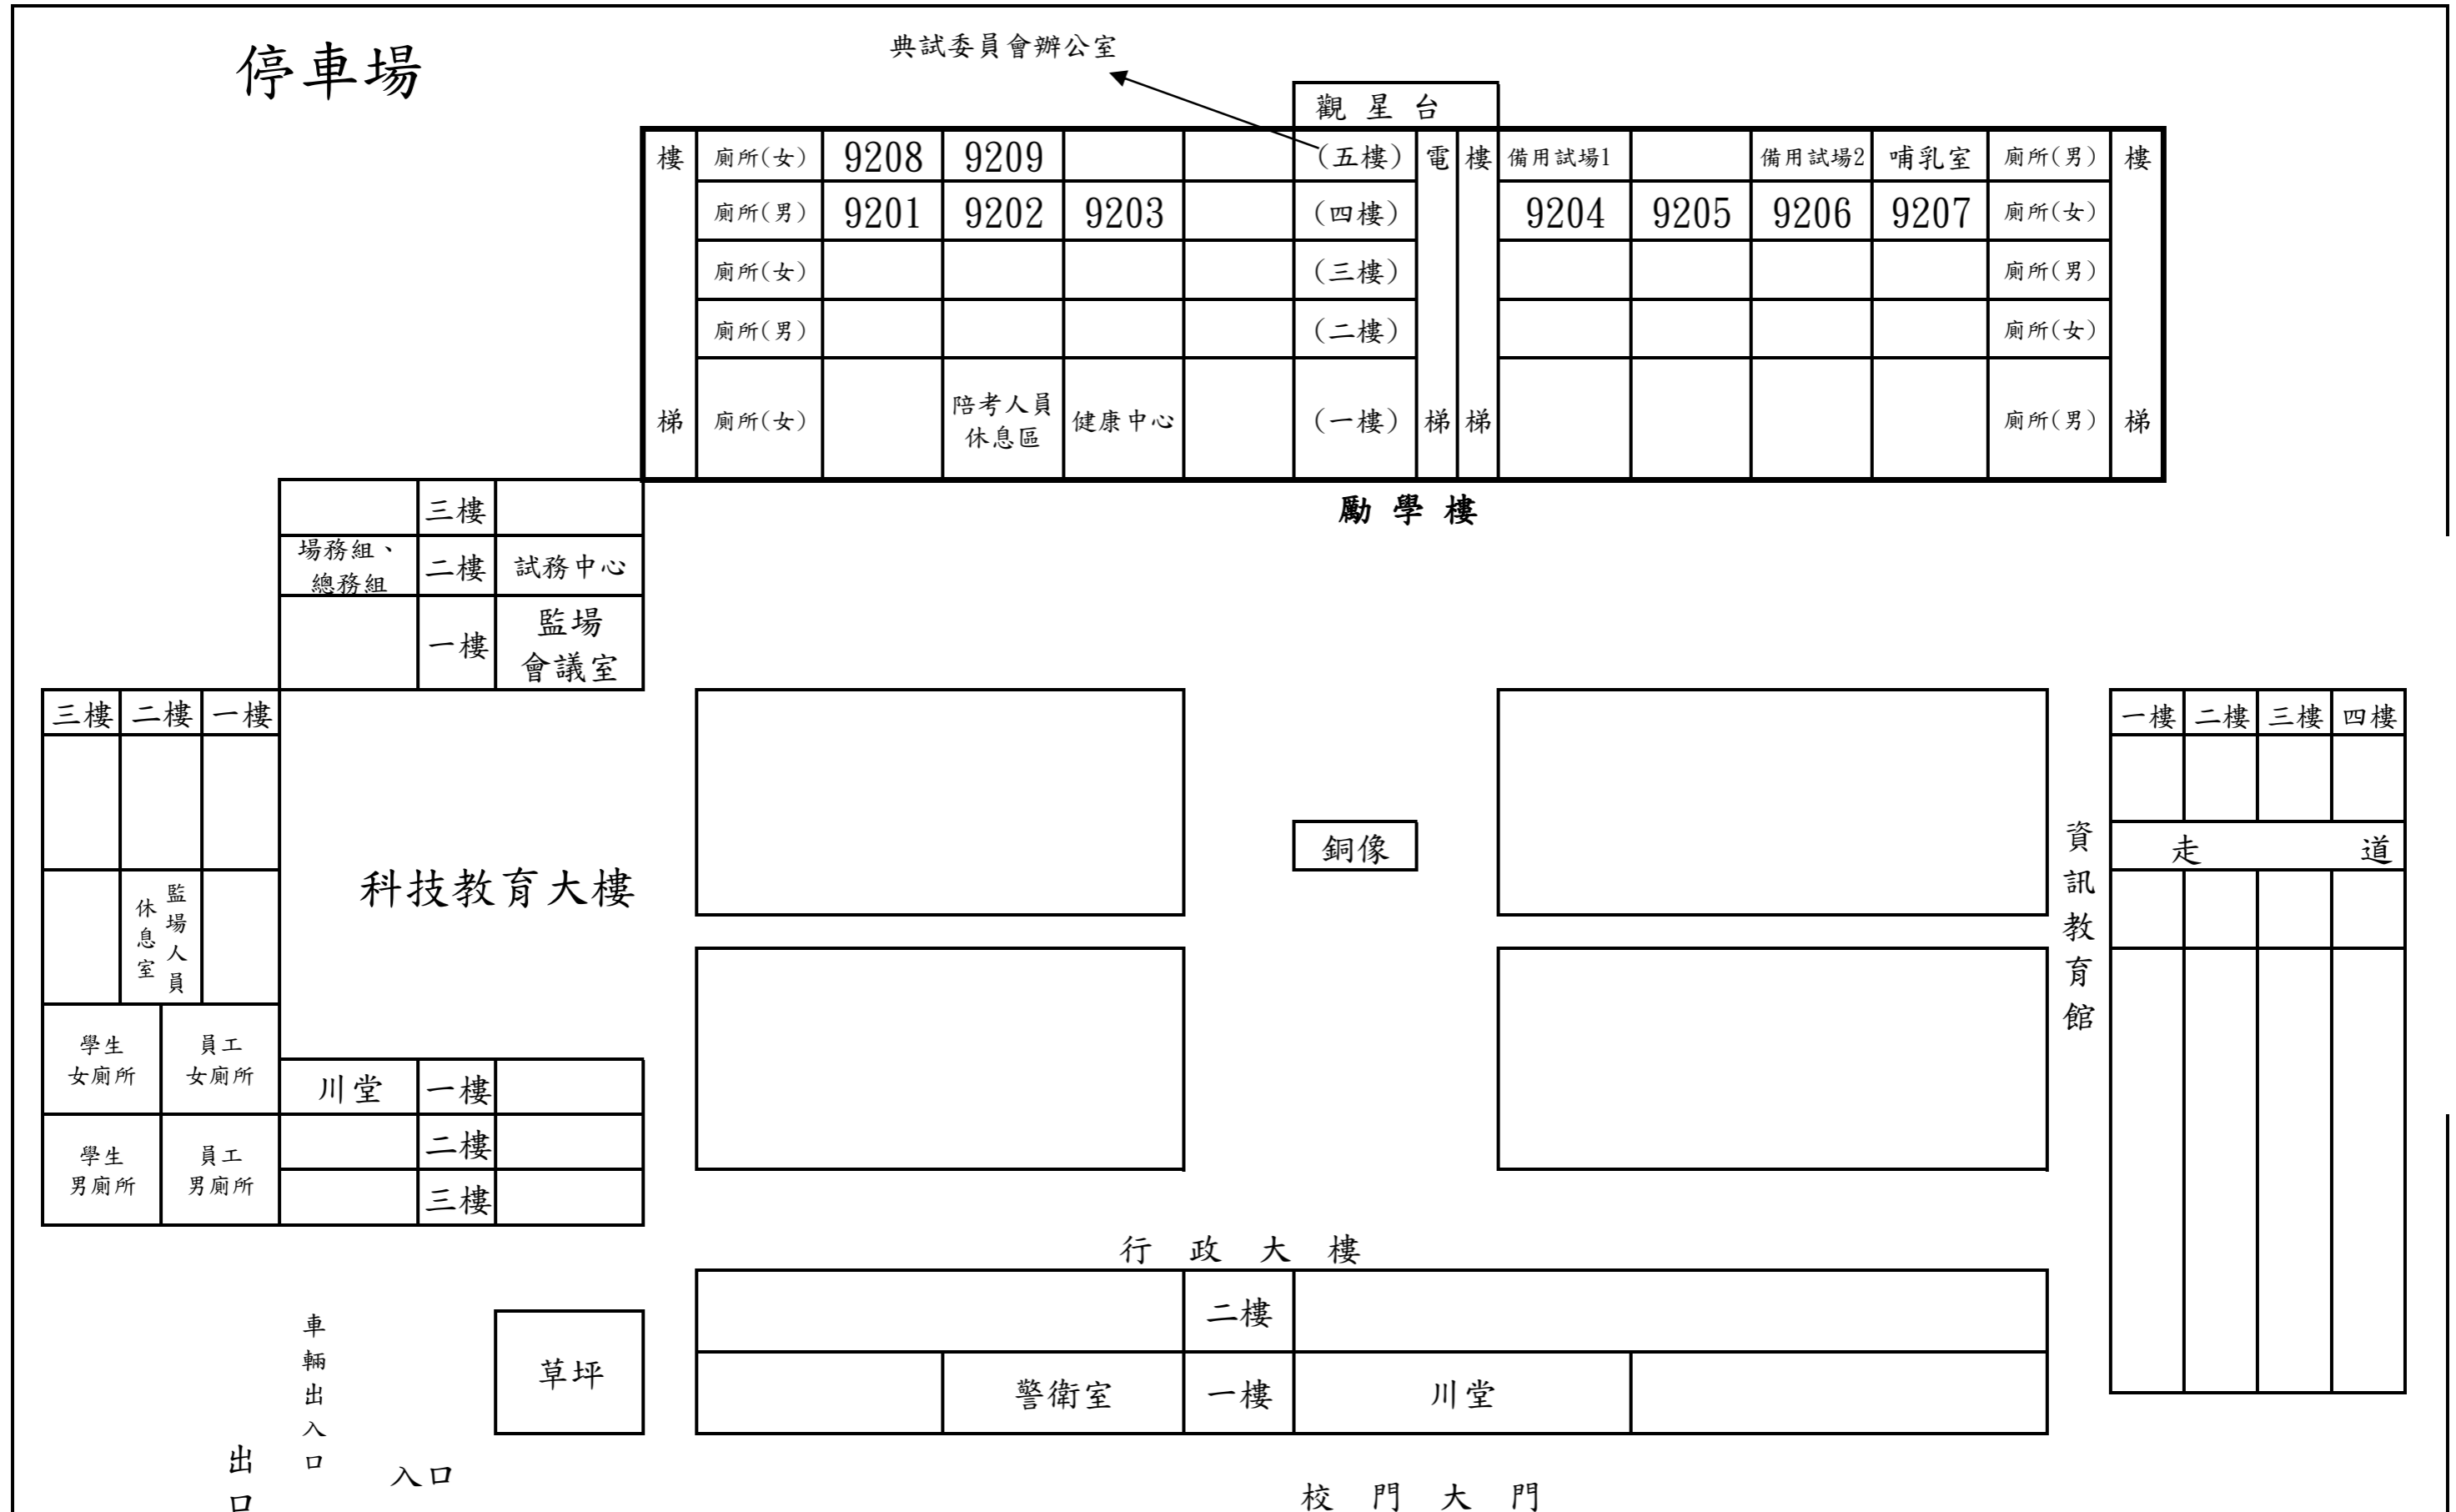 停車場
典試委員會辦公室
觀星台
樓 廁所(女) 9208 9209 (五樓) 電 樓 備用試場1 備用試場2 哺乳室 廁所(男) 樓
廁所(男) 9201 9202 9203 (四樓) 9204 9205 9206 9207 廁所(女)
廁所(女) (三樓) 廁所(男)
廁所(男) (二樓) 廁所(女)
梯 廁所(女) 陪考人員 健康中心 (一樓) 梯 梯 廁所(男) 梯
休息區
勵學樓
三樓
場務組、 二樓 試務中心
總務組
一樓 監場
會議室
三樓 二樓 一樓
監場人員
休息室
科技教育大樓
學生 員工
女廁所 女廁所
學生 員工
男廁所 男廁所
川堂 一樓
二樓
三樓
銅像
資訊教育館
一樓 二樓 三樓 四樓
走道
行政大樓
二樓
警衛室 一樓 川堂
草坪
車輛出入口
出口
入口
校門大門